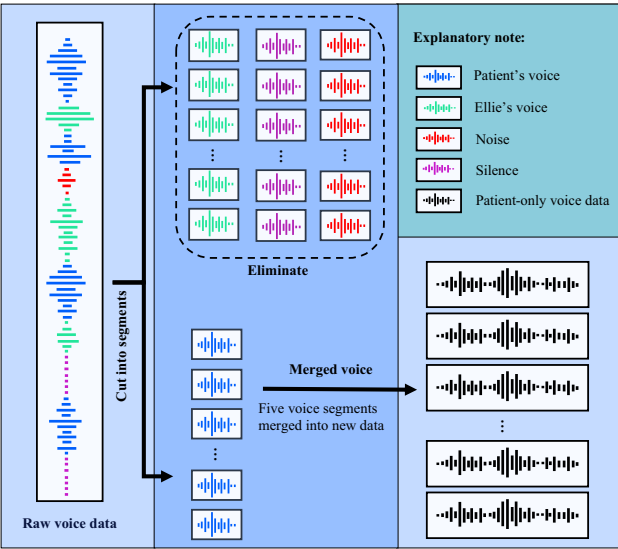 Explanatory note:
Patient's voice
Ellie's voice
Noise
Silence
Patient-only voice data
Eliminate
Cut into segments
Merged voice
Five voice segments
merged into new data
Raw voice data